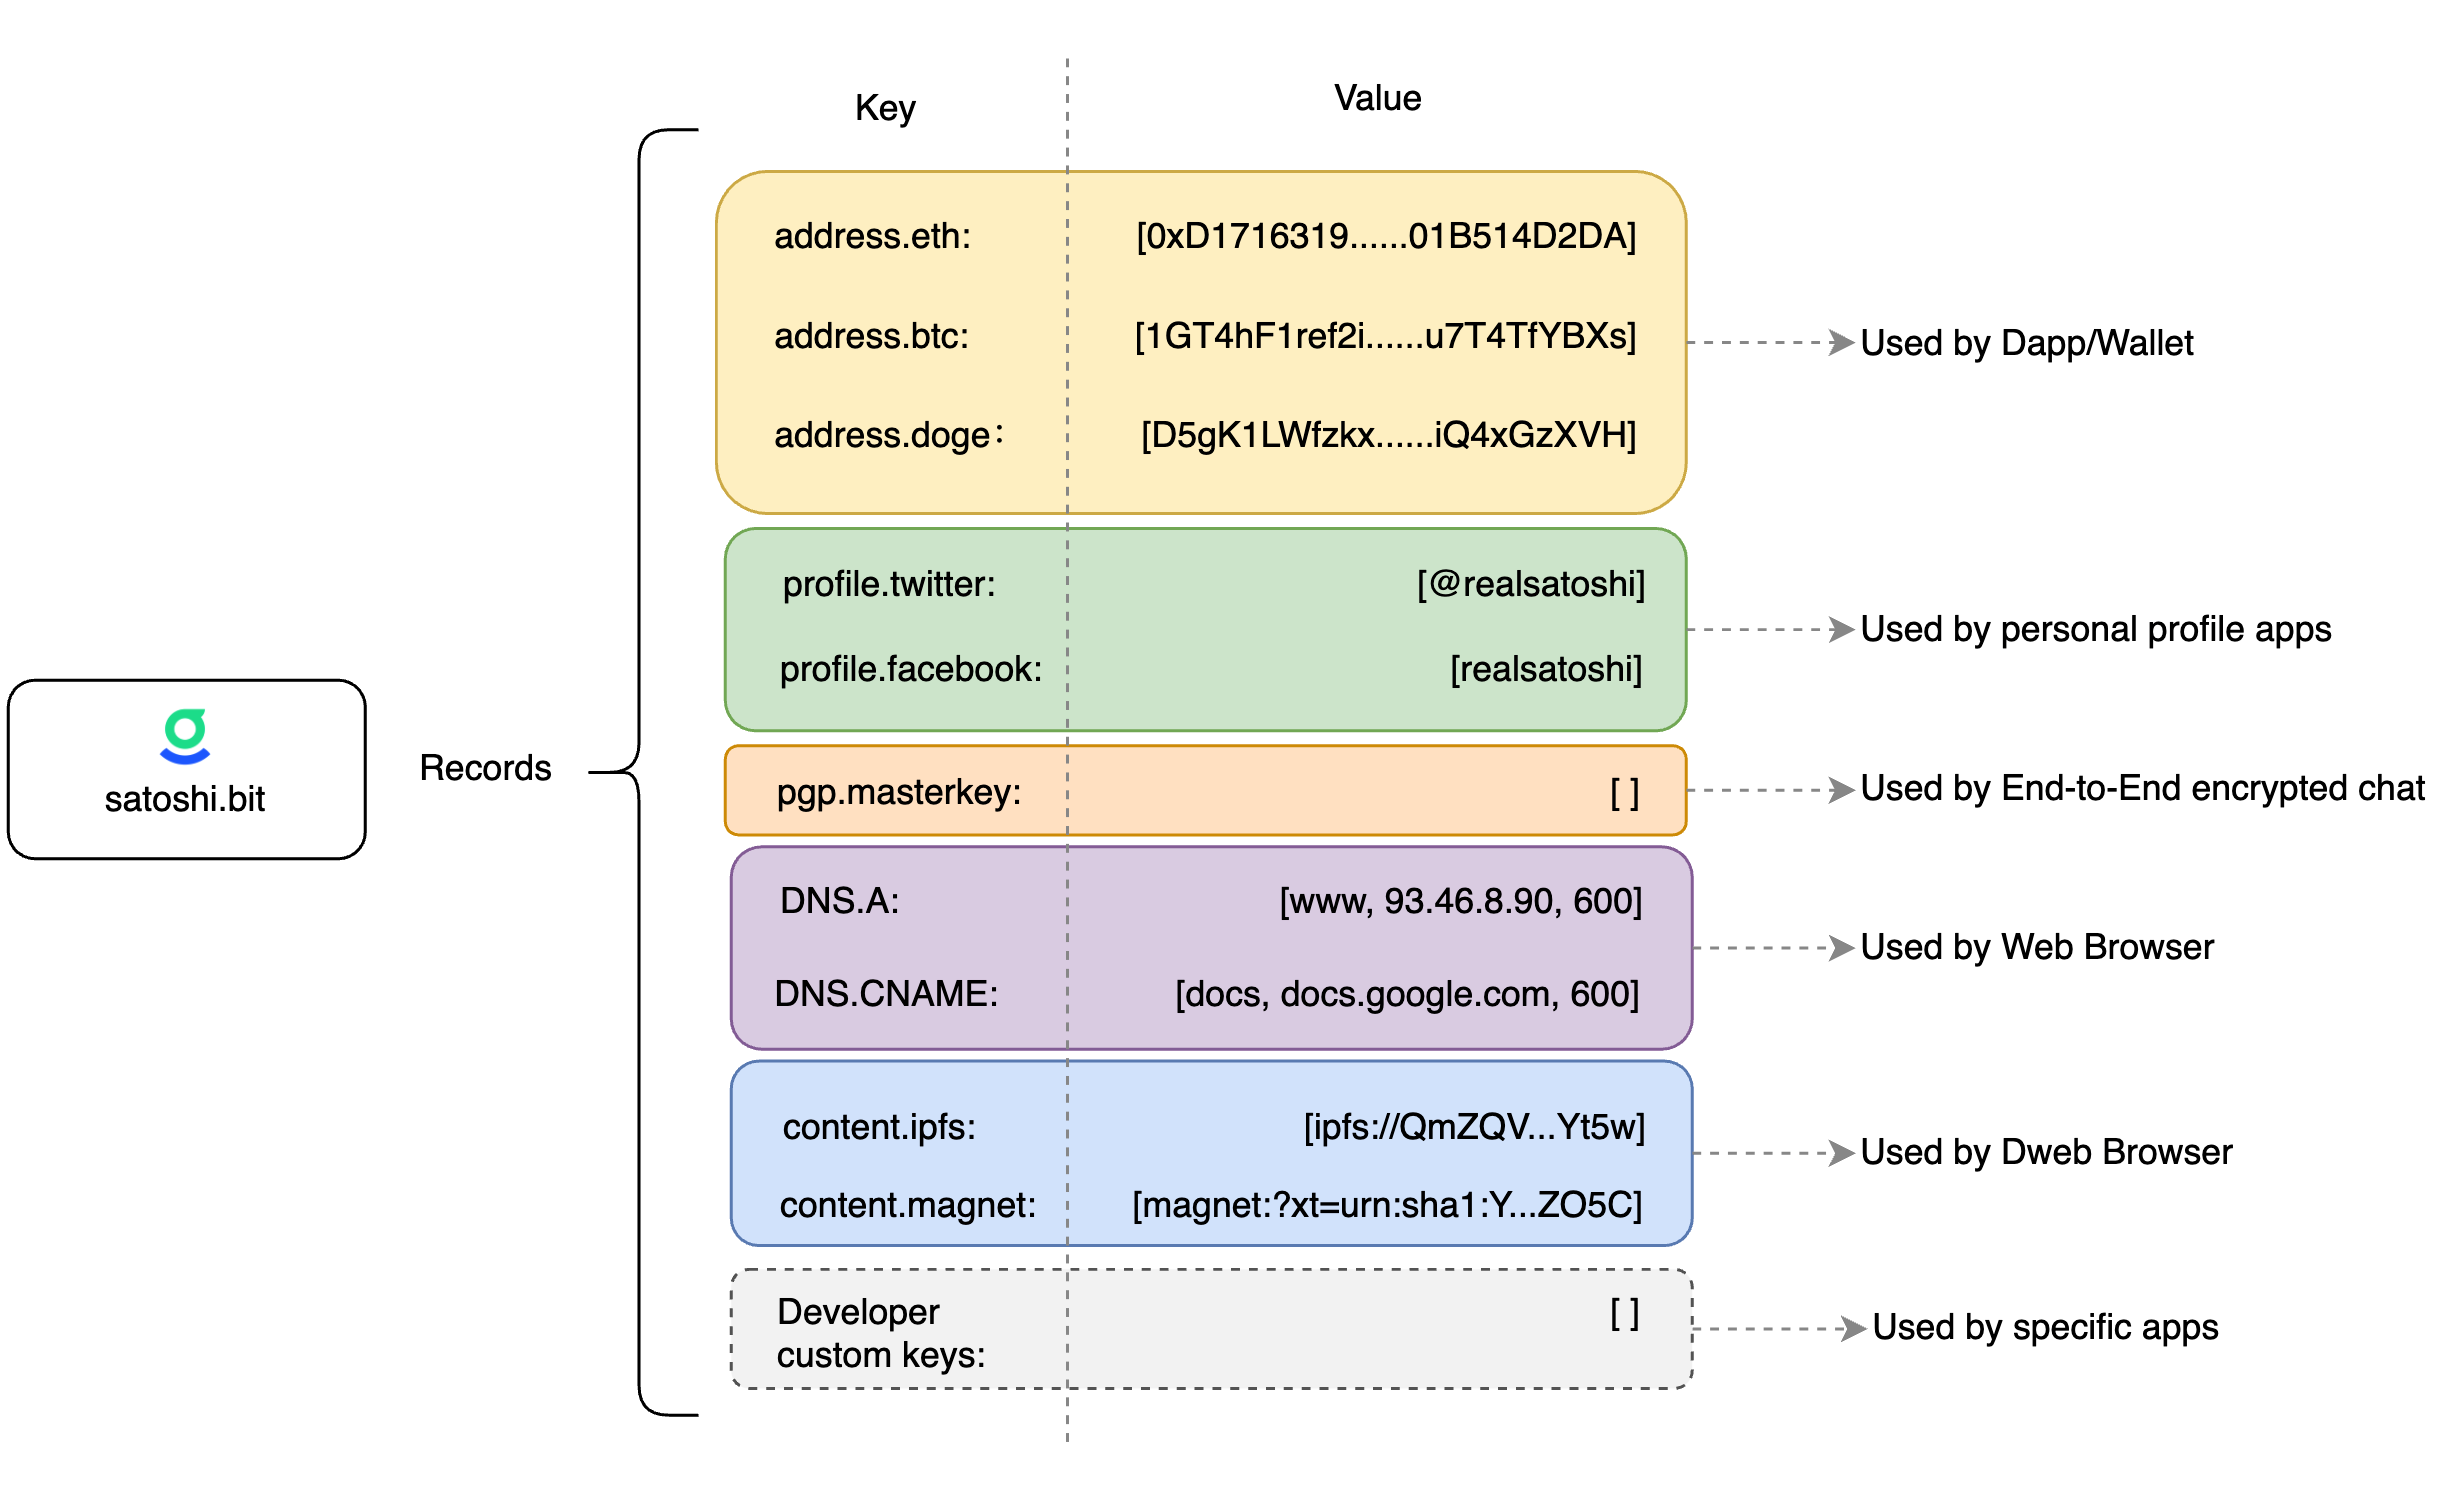 Key
Value
address.eth: [0xD1716319......01B514D2DA]
address.btc: [1GT4hF1ref2i......u7T4TfYBXs]
Used by Dapp/Wallet
address.doge： [D5gK1LWfzkx......iQ4xGzXVH]
profile.twitter: [@realsatoshi]
Used by personal profile apps
profile.facebook: [realsatoshi]
satoshi.bit
Records
pgp.masterkey: [ ]
Used by End-to-End encrypted chat
DNS.A: [www, 93.46.8.90, 600]
Used by Web Browser
DNS.CNAME: [docs, docs.google.com, 600]
content.ipfs: [ipfs://QmZQV...Yt5w]
Used by Dweb Browser
content.magnet: [magnet:?xt=urn:sha1:Y...ZO5C]
Developer [ ]
custom keys:
Used by specific apps